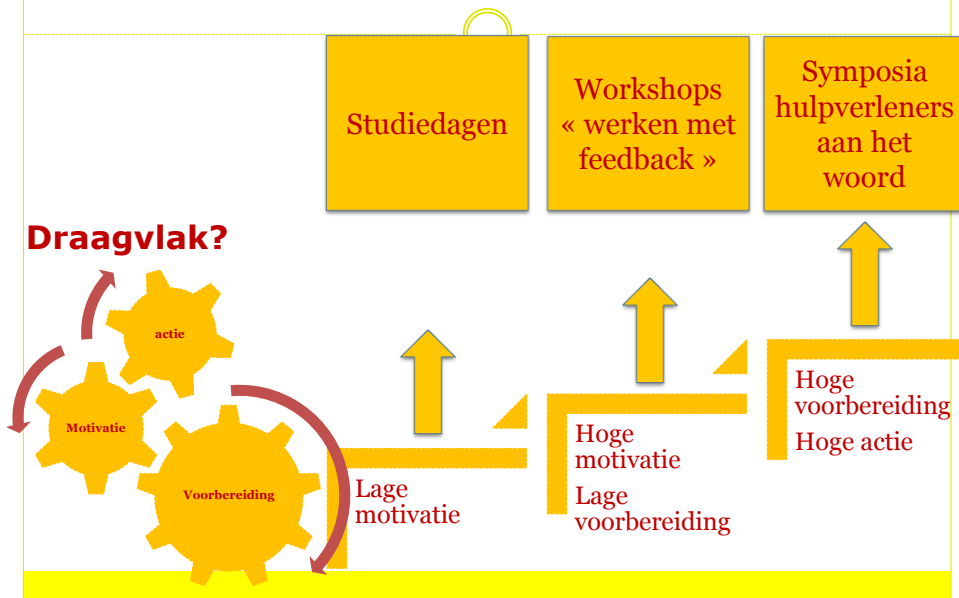 Studiedagen
Workshops
« werken met
feedback »
Symposia
hulpverleners
aan het
woord
Draagvlak?
actie
Motivatie
Voorbereiding
Lage
motivatie
Hoge
motivatie
Lage
voorbereiding
Hoge
voorbereiding
Hoge actie